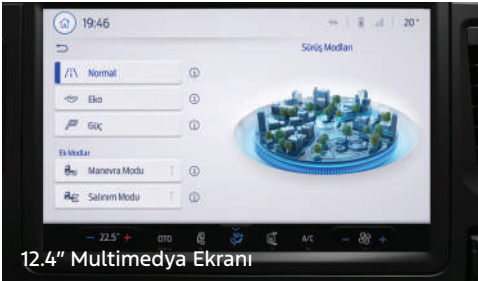 19:46
20°
Sürüş Modları
Normal
Eko
Güç
Ek Modlar
Manevra Modu
Salınım Modu
- 22.5° +
OTO
A/C
- +
12.4" Multimedya Ekranı